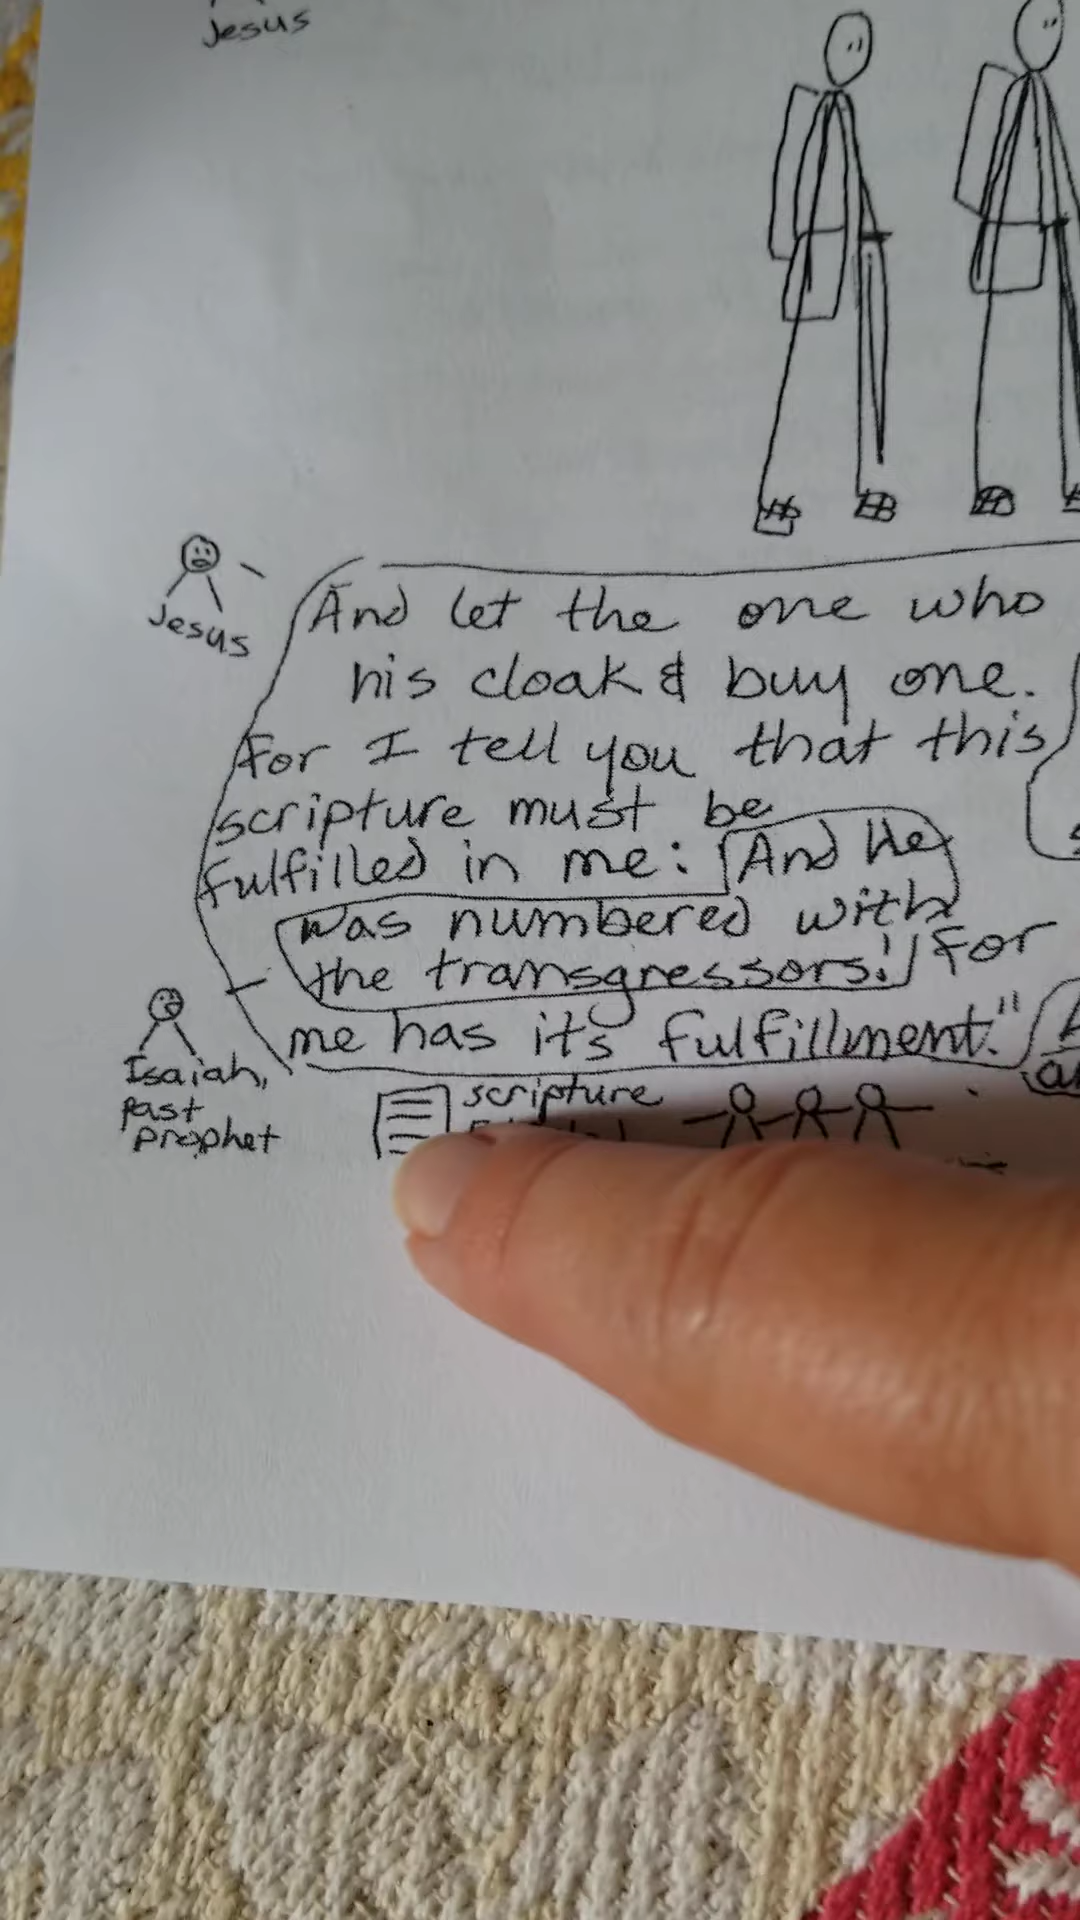 Jesus
Jesus
And let the one who
his cloak & buy one.
For I tell you that this
scripture must be
fulfilled in me: And He
was numbered with
the transgressors.' For
me has it's fulfillment."
Isaiah,
past
prophet
scripture